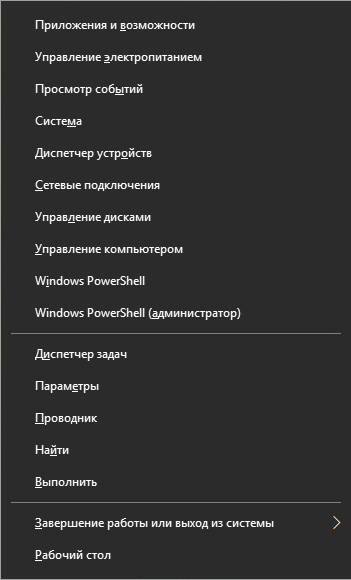 Приложения и возможности
Управление электропитанием
Просмотр событий
Система
Диспетчер устройств
Сетевые подключения
Управление дисками
Управление компьютером
Windows PowerShell
Windows PowerShell (администратор)
Диспетчер задач
Параметры
Проводник
Найти
Выполнить
Завершение работы или выход из системы
Рабочий стол